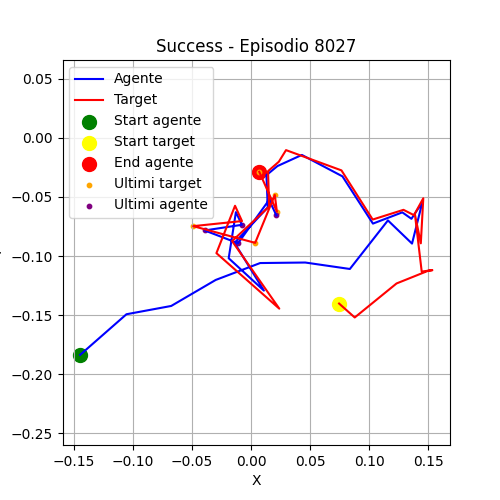 Success - Episodio 8027
Agente
Target
Start agente
Start target
End agente
Ultimi target
Ultimi agente
0.05
0.00
−0.05
−0.10
−0.15
−0.20
−0.25
−0.15
−0.10
−0.05
0.00
0.05
0.10
0.15
X